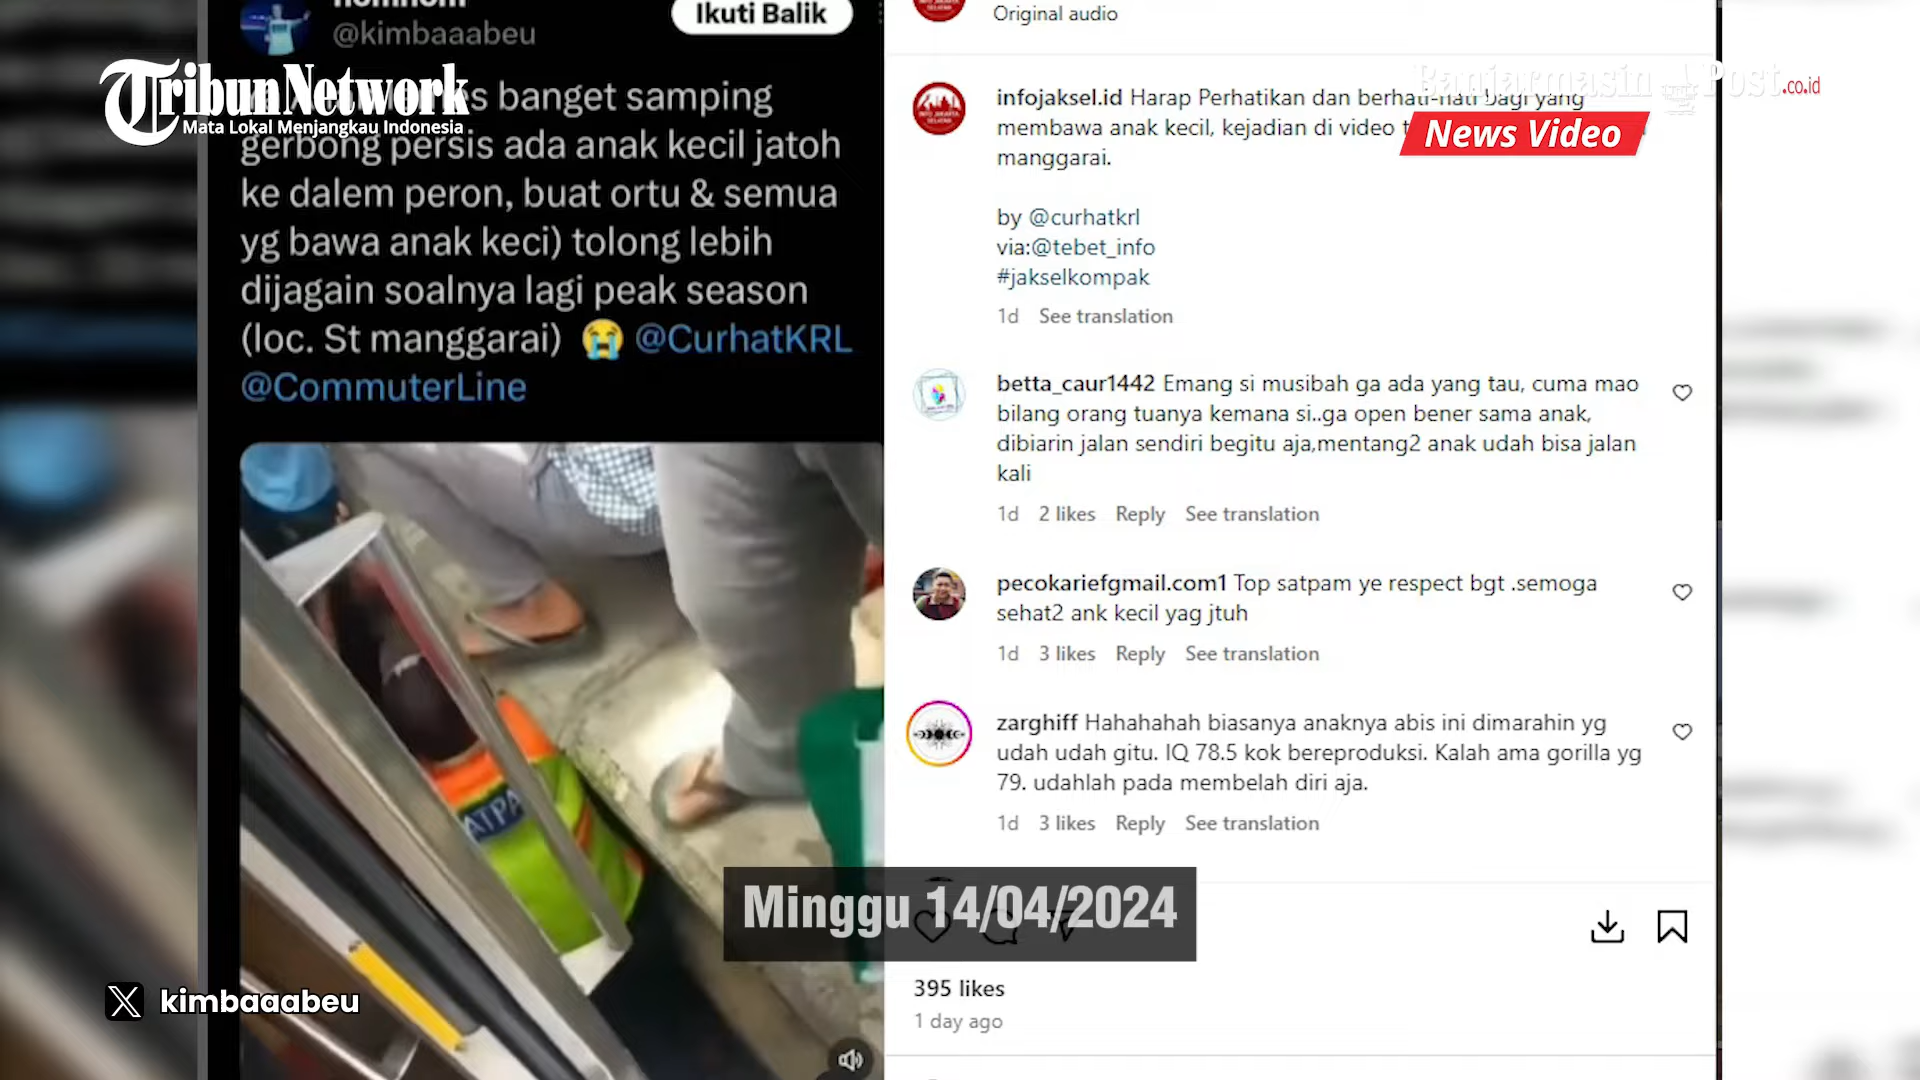 @kimbaaabeu
Ikuti Balik
TribunNetwork
Mata Lokal Menjangkau Indonesia
banget samping
gerbong persis ada anak kecil jatoh
ke dalem peron, buat ortu & semua
yg bawa anak keci) tolong lebih
dijagain soalnya lagi peak season
(loc. St manggarai) 😭 @CurhatKRL
@CommuterLine
ATPA
X kimbaaabeu
Original audio
Banjarmasin Post.co.id
News Video
infojaksel.id Harap Perhatikan dan berhati-hati bagi yang
membawa anak kecil, kejadian di video
manggarai.
by @curhatkrl
via:@tebet_info
#jakselkompak
1d See translation
betta_caur1442 Emang si musibah ga ada yang tau, cuma mao
bilang orang tuanya kemana si..ga open bener sama anak,
dibiarin jalan sendiri begitu aja,mentang2 anak udah bisa jalan
kali
1d 2 likes Reply See translation
pecokariefgmail.com1 Top satpam ye respect bgt .semoga
sehat2 ank kecil yag jtuh
1d 3 likes Reply See translation
zarghiff Hahahahah biasanya anaknya abis ini dimarahin yg
udah udah gitu. IQ 78.5 kok bereproduksi. Kalah ama gorilla yg
79. udahlah pada membelah diri aja.
1d 3 likes Reply See translation
Minggu 14/04/2024
395 likes
1 day ago